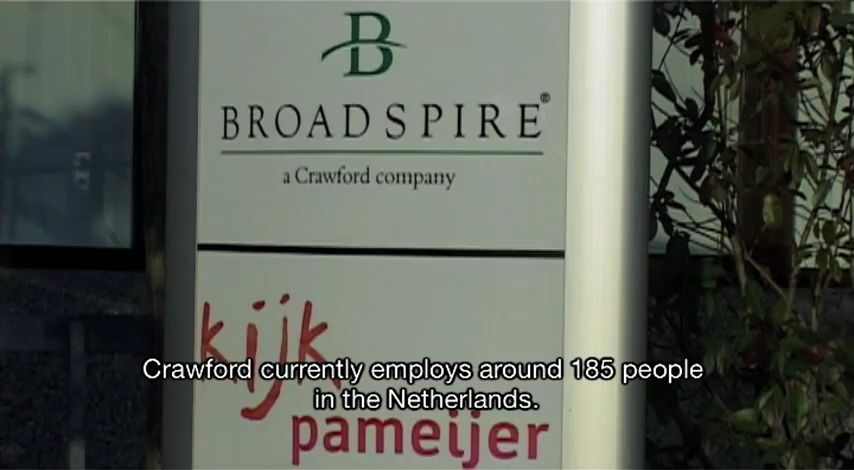 B
BROADSPIRE®
a Crawford company
kijk
Crawford currently employs around 185 people
in the Netherlands.
pameijer